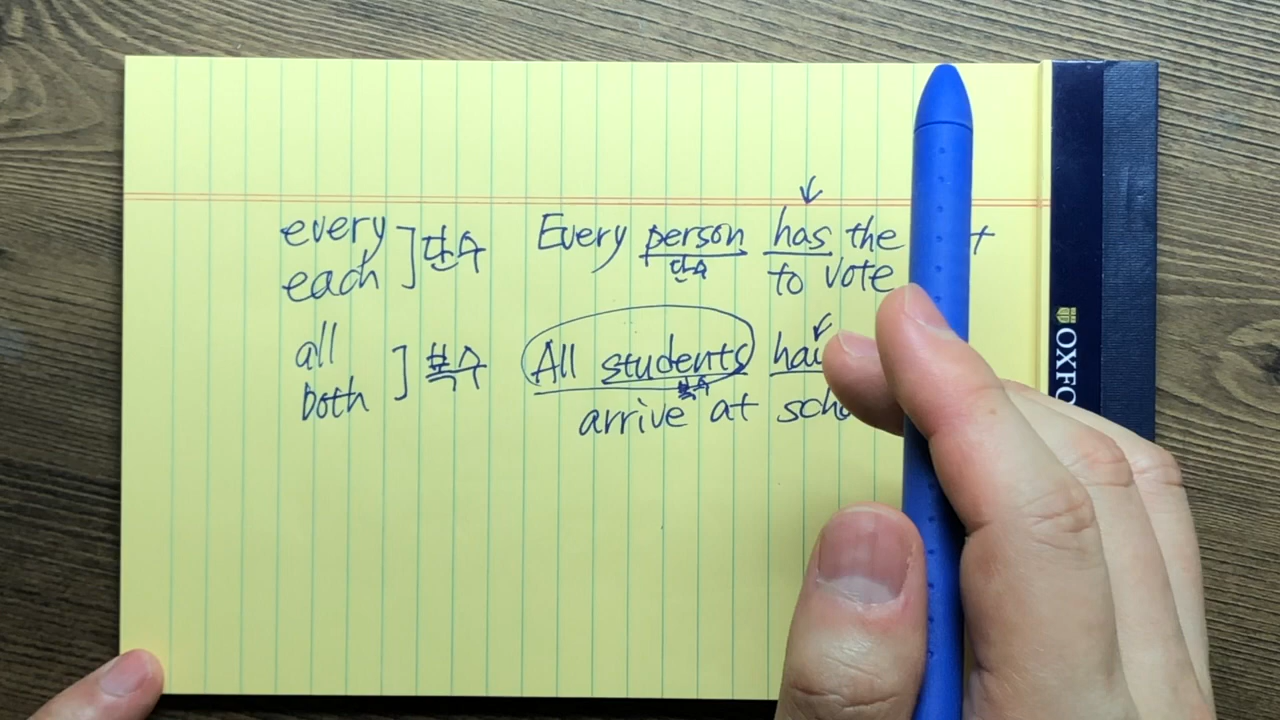 every
each
단수
Every person has the
단수
to vote
all
both
복수
All students
복수
arrive at
OXFO